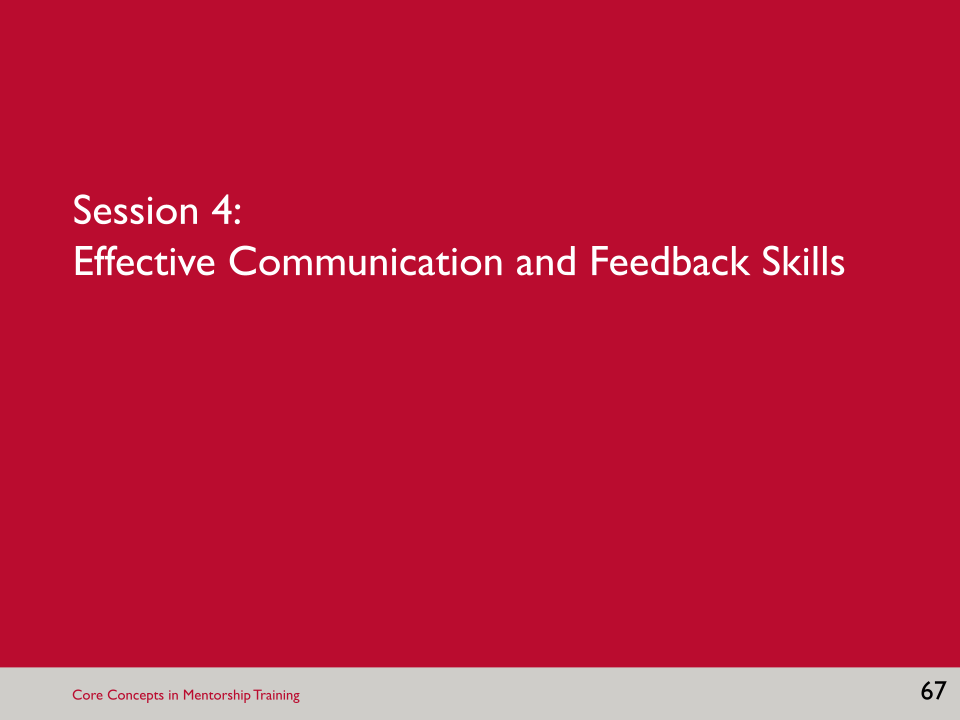 Session 4:
Effective Communication and Feedback Skills
Core Concepts in Mentorship Training
67